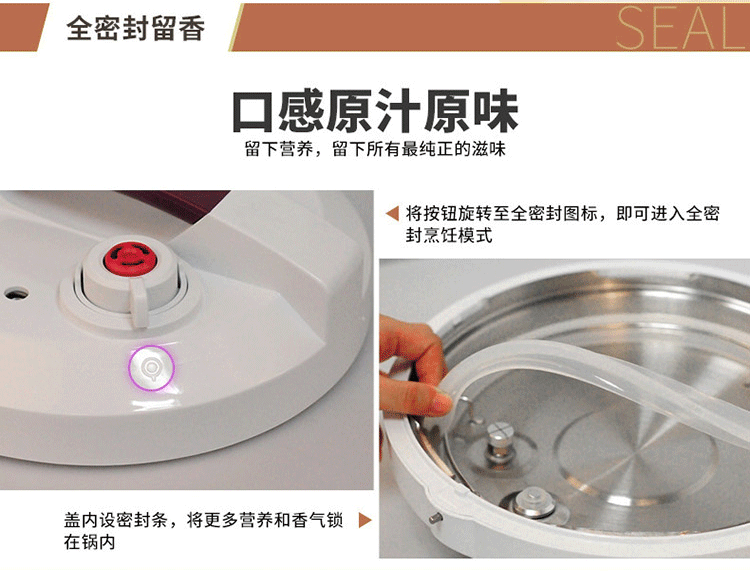 全密封留香
SEAL
口感原汁原味
留下营养，留下所有最纯正的滋味
将按钮旋转至全密封图标，即可进入全密
封烹饪模式
盖内设密封条，将更多营养和香气锁
在锅内